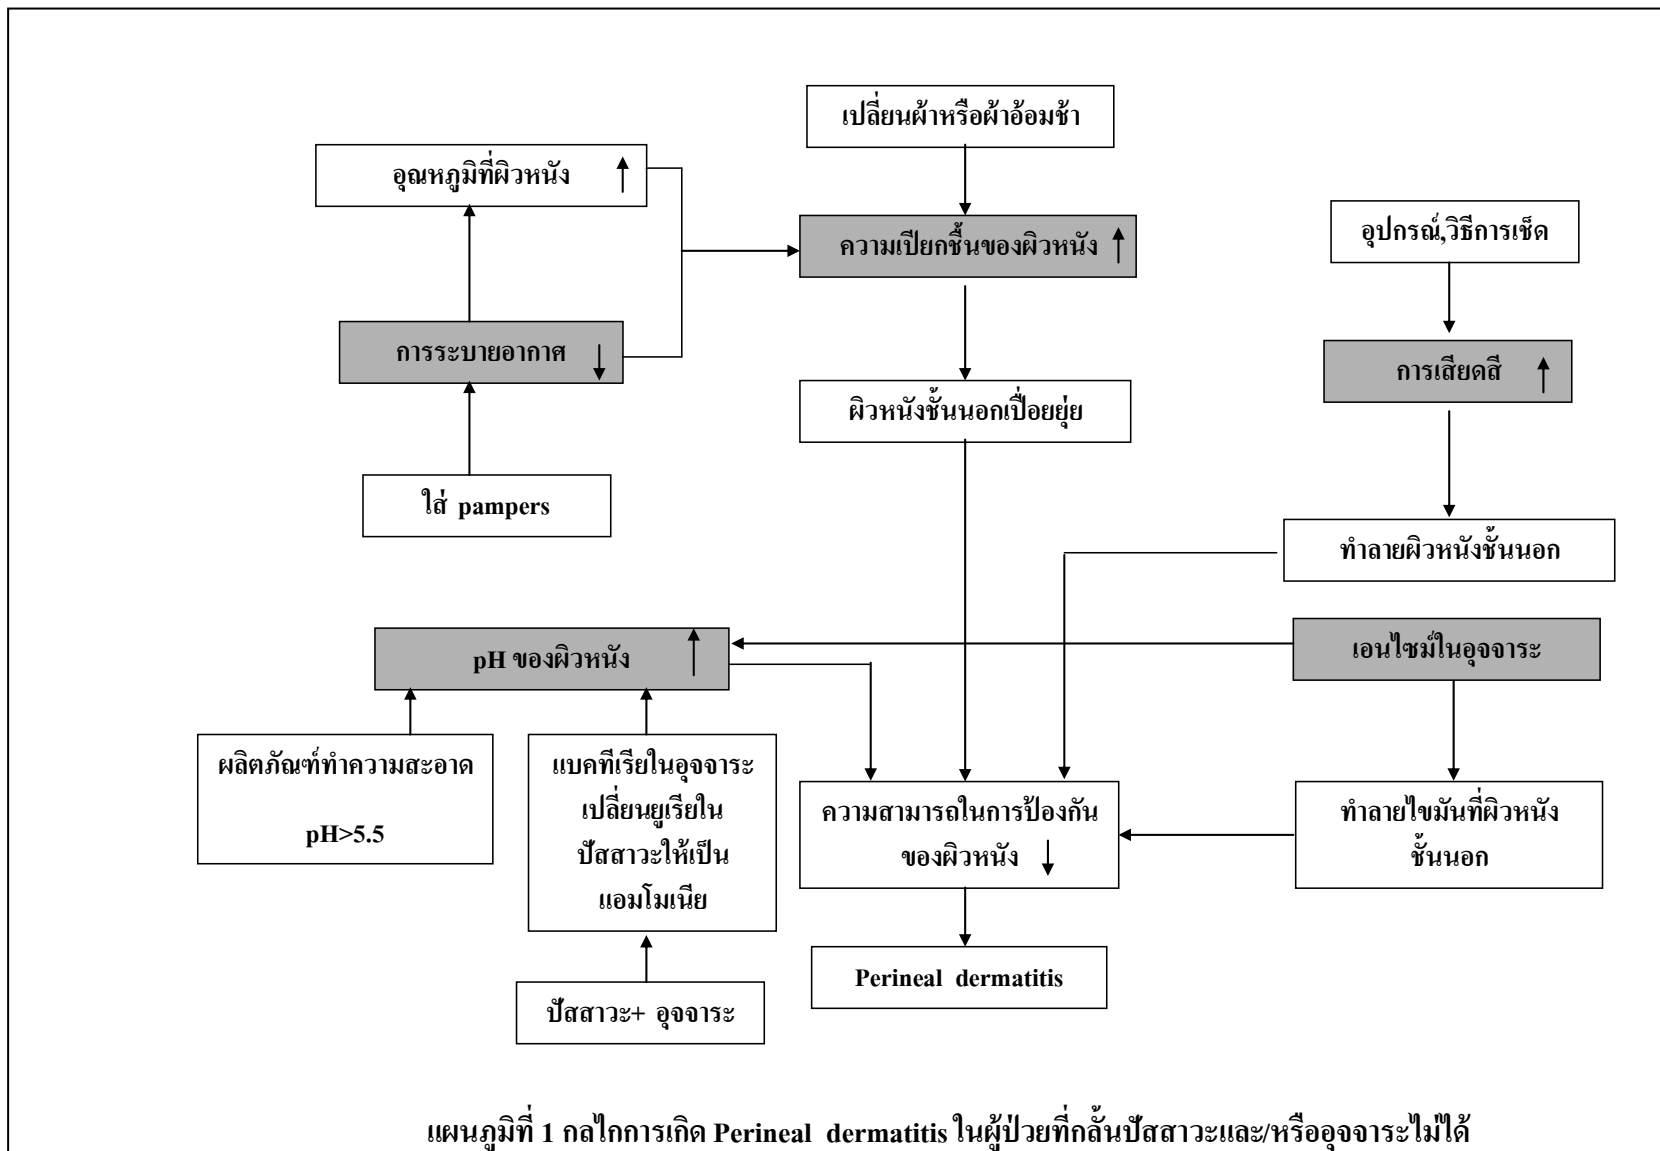 เปลี่ยนผ้าหรือผ้าอ้อมช้า
อุณหภูมิที่ผิวหนัง
ความเปียกชื้นของผิวหนัง
อุปกรณ์,วิธีการเช็ด
การระบายอากาศ
การเสียดสี
ผิวหนังชั้นนอกเปื่อยยุ่ย
ใส่ pampers
ทำลายผิวหนังชั้นนอก
pH ของผิวหนัง
เอนไซม์ในอุจจาระ
ผลิตภัณฑ์ทำความสะอาด
pH>5.5
แบคทีเรียในอุจจาระ
เปลี่ยนยูเรียใน
ปัสสาวะให้เป็น
แอมโมเนีย
ความสามารถในการป้องกัน
ของผิวหนัง
ทำลายไขมันที่ผิวหนัง
ชั้นนอก
Perineal dermatitis
ปัสสาวะ+ อุจจาระ
แผนภูมิที่ 1 กลไกการเกิด Perineal dermatitis ในผู้ป่วยที่กลั้นปัสสาวะและ/หรืออุจจาระไม่ได้